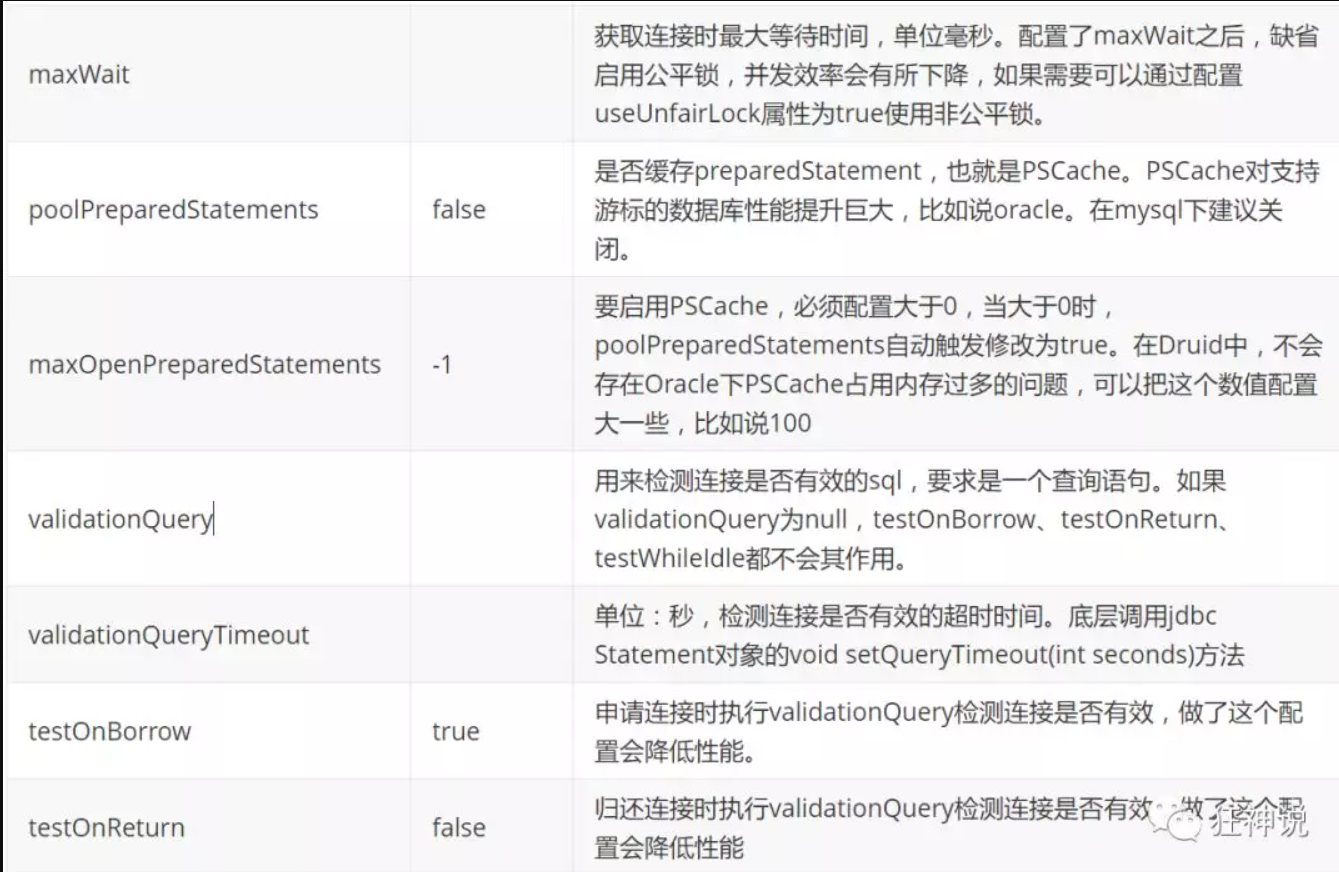 maxWait
获取连接时最大等待时间，单位毫秒。配置了maxWait之后，缺省
启用公平锁，并发效率会有所下降，如果需要可以通过配置
useUnfairLock属性为true使用非公平锁。
poolPreparedStatements
false
是否缓存preparedStatement，也就是PSCache。PSCache对支持
游标的数据库性能提升巨大，比如说oracle。在mysql下建议关
闭。
maxOpenPreparedStatements
-1
要启用PSCache，必须配置大于0，当大于0时，
poolPreparedStatements自动触发修改为true。在Druid中，不会
存在Oracle下PSCache占用内存过多的问题，可以把这个数值配置
大一些，比如说100
validationQuery
用来检测连接是否有效的sql，要求是一个查询语句。如果
validationQuery为null，testOnBorrow、testOnReturn、
testWhileIdle都不会其作用。
validationQueryTimeout
单位：秒，检测连接是否有效的超时时间。底层调用jdbc
Statement对象的void setQueryTimeout(int seconds)方法
testOnBorrow
true
申请连接时执行validationQuery检测连接是否有效，做了这个配
置会降低性能。
testOnReturn
false
归还连接时执行validationQuery检测连接是否有效，做了这个配
置会降低性能
狂神说